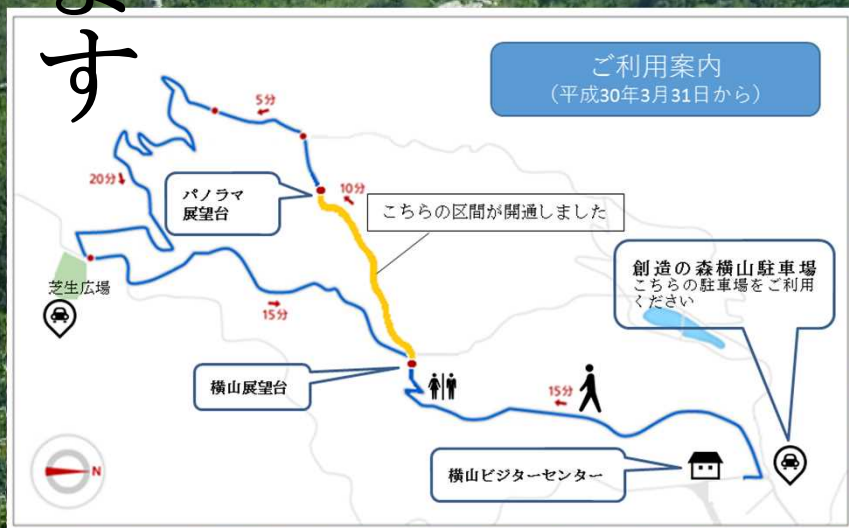 ます
ご利用案内
（平成30年3月31日から）
5分
20分
パノラマ
展望台
10分
こちらの区間が開通しました
創造の森横山駐車場
こちらの駐車場をご利用
ください
芝生広場
15分
横山展望台
15分
横山ビジターセンター
N